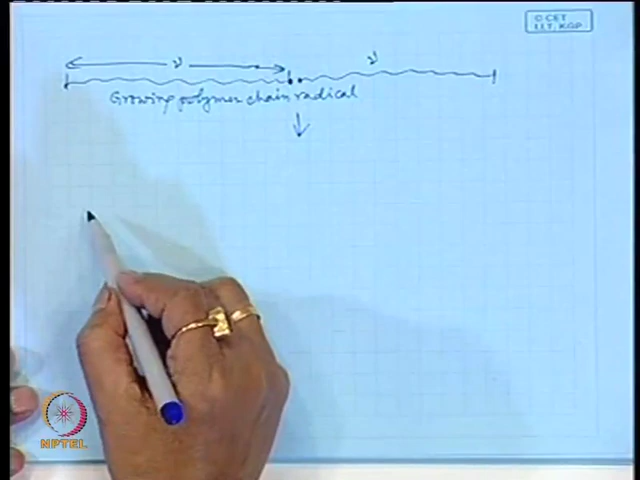 © CET
I.I.T. KGP
ν ν
Growing polymer chain radical
NPTEL